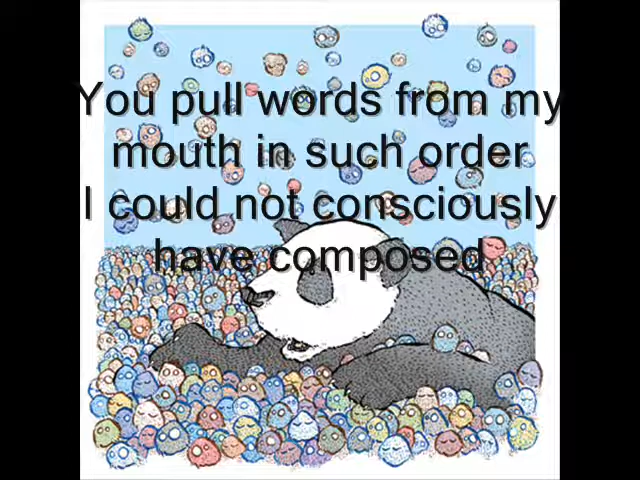 You pull words from my
mouth in such order
I could not consciously
have composed